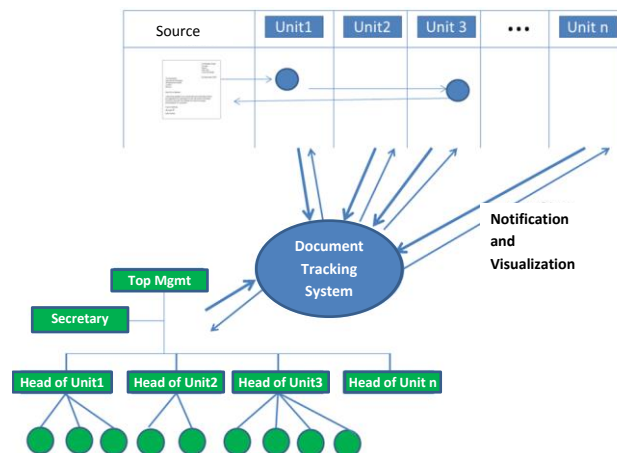 Source
Unit1
Unit2
Unit 3
...
Unit n
Notification
and
Visualization
Document
Tracking
System
Top Mgmt
Secretary
Head of Unit1
Head of Unit2
Head of Unit3
Head of Unit n